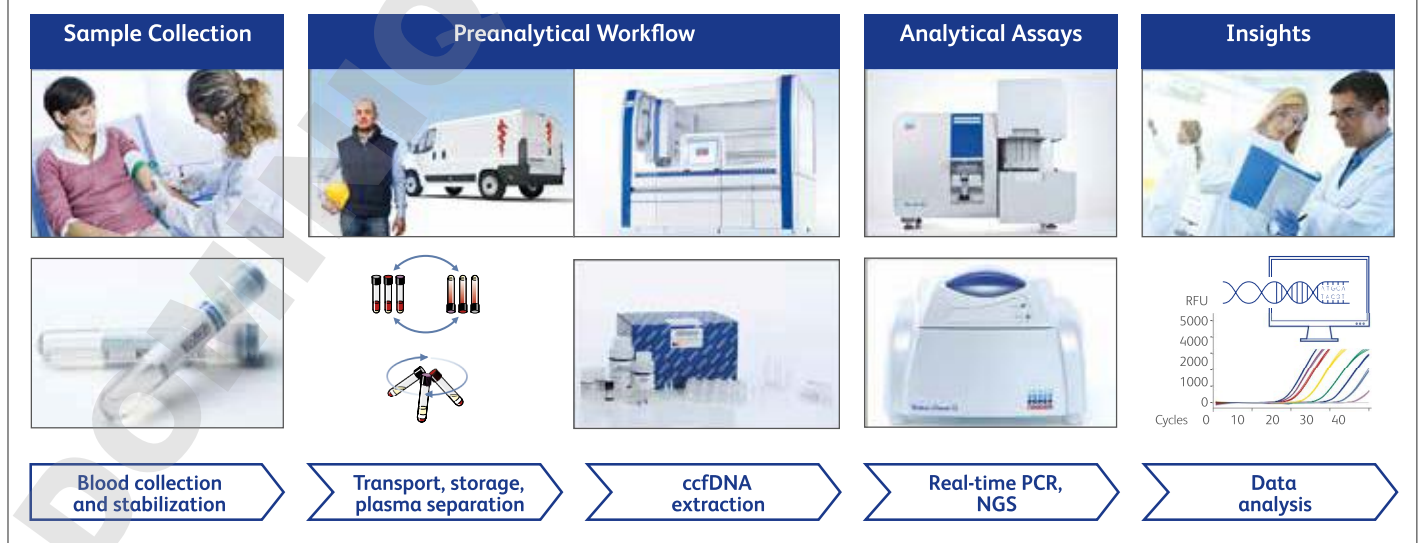 Sample Collection
Preanalytical Workflow
Analytical Assays
Insights
DOMINIQ
RFU
5000
4000
2000
1000
0
Cycles 0 10 20 30 40
Blood collection
and stabilization
Transport, storage,
plasma separation
ccfDNA
extraction
Real-time PCR,
NGS
Data
analysis